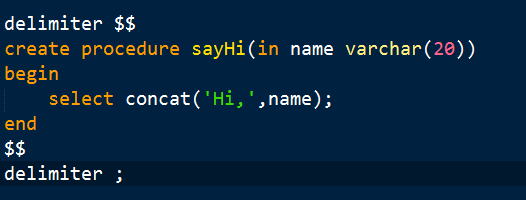 delimiter $$
create procedure sayHi(in name varchar(20))
begin
    select concat('Hi,',name);
end
$$
delimiter ;